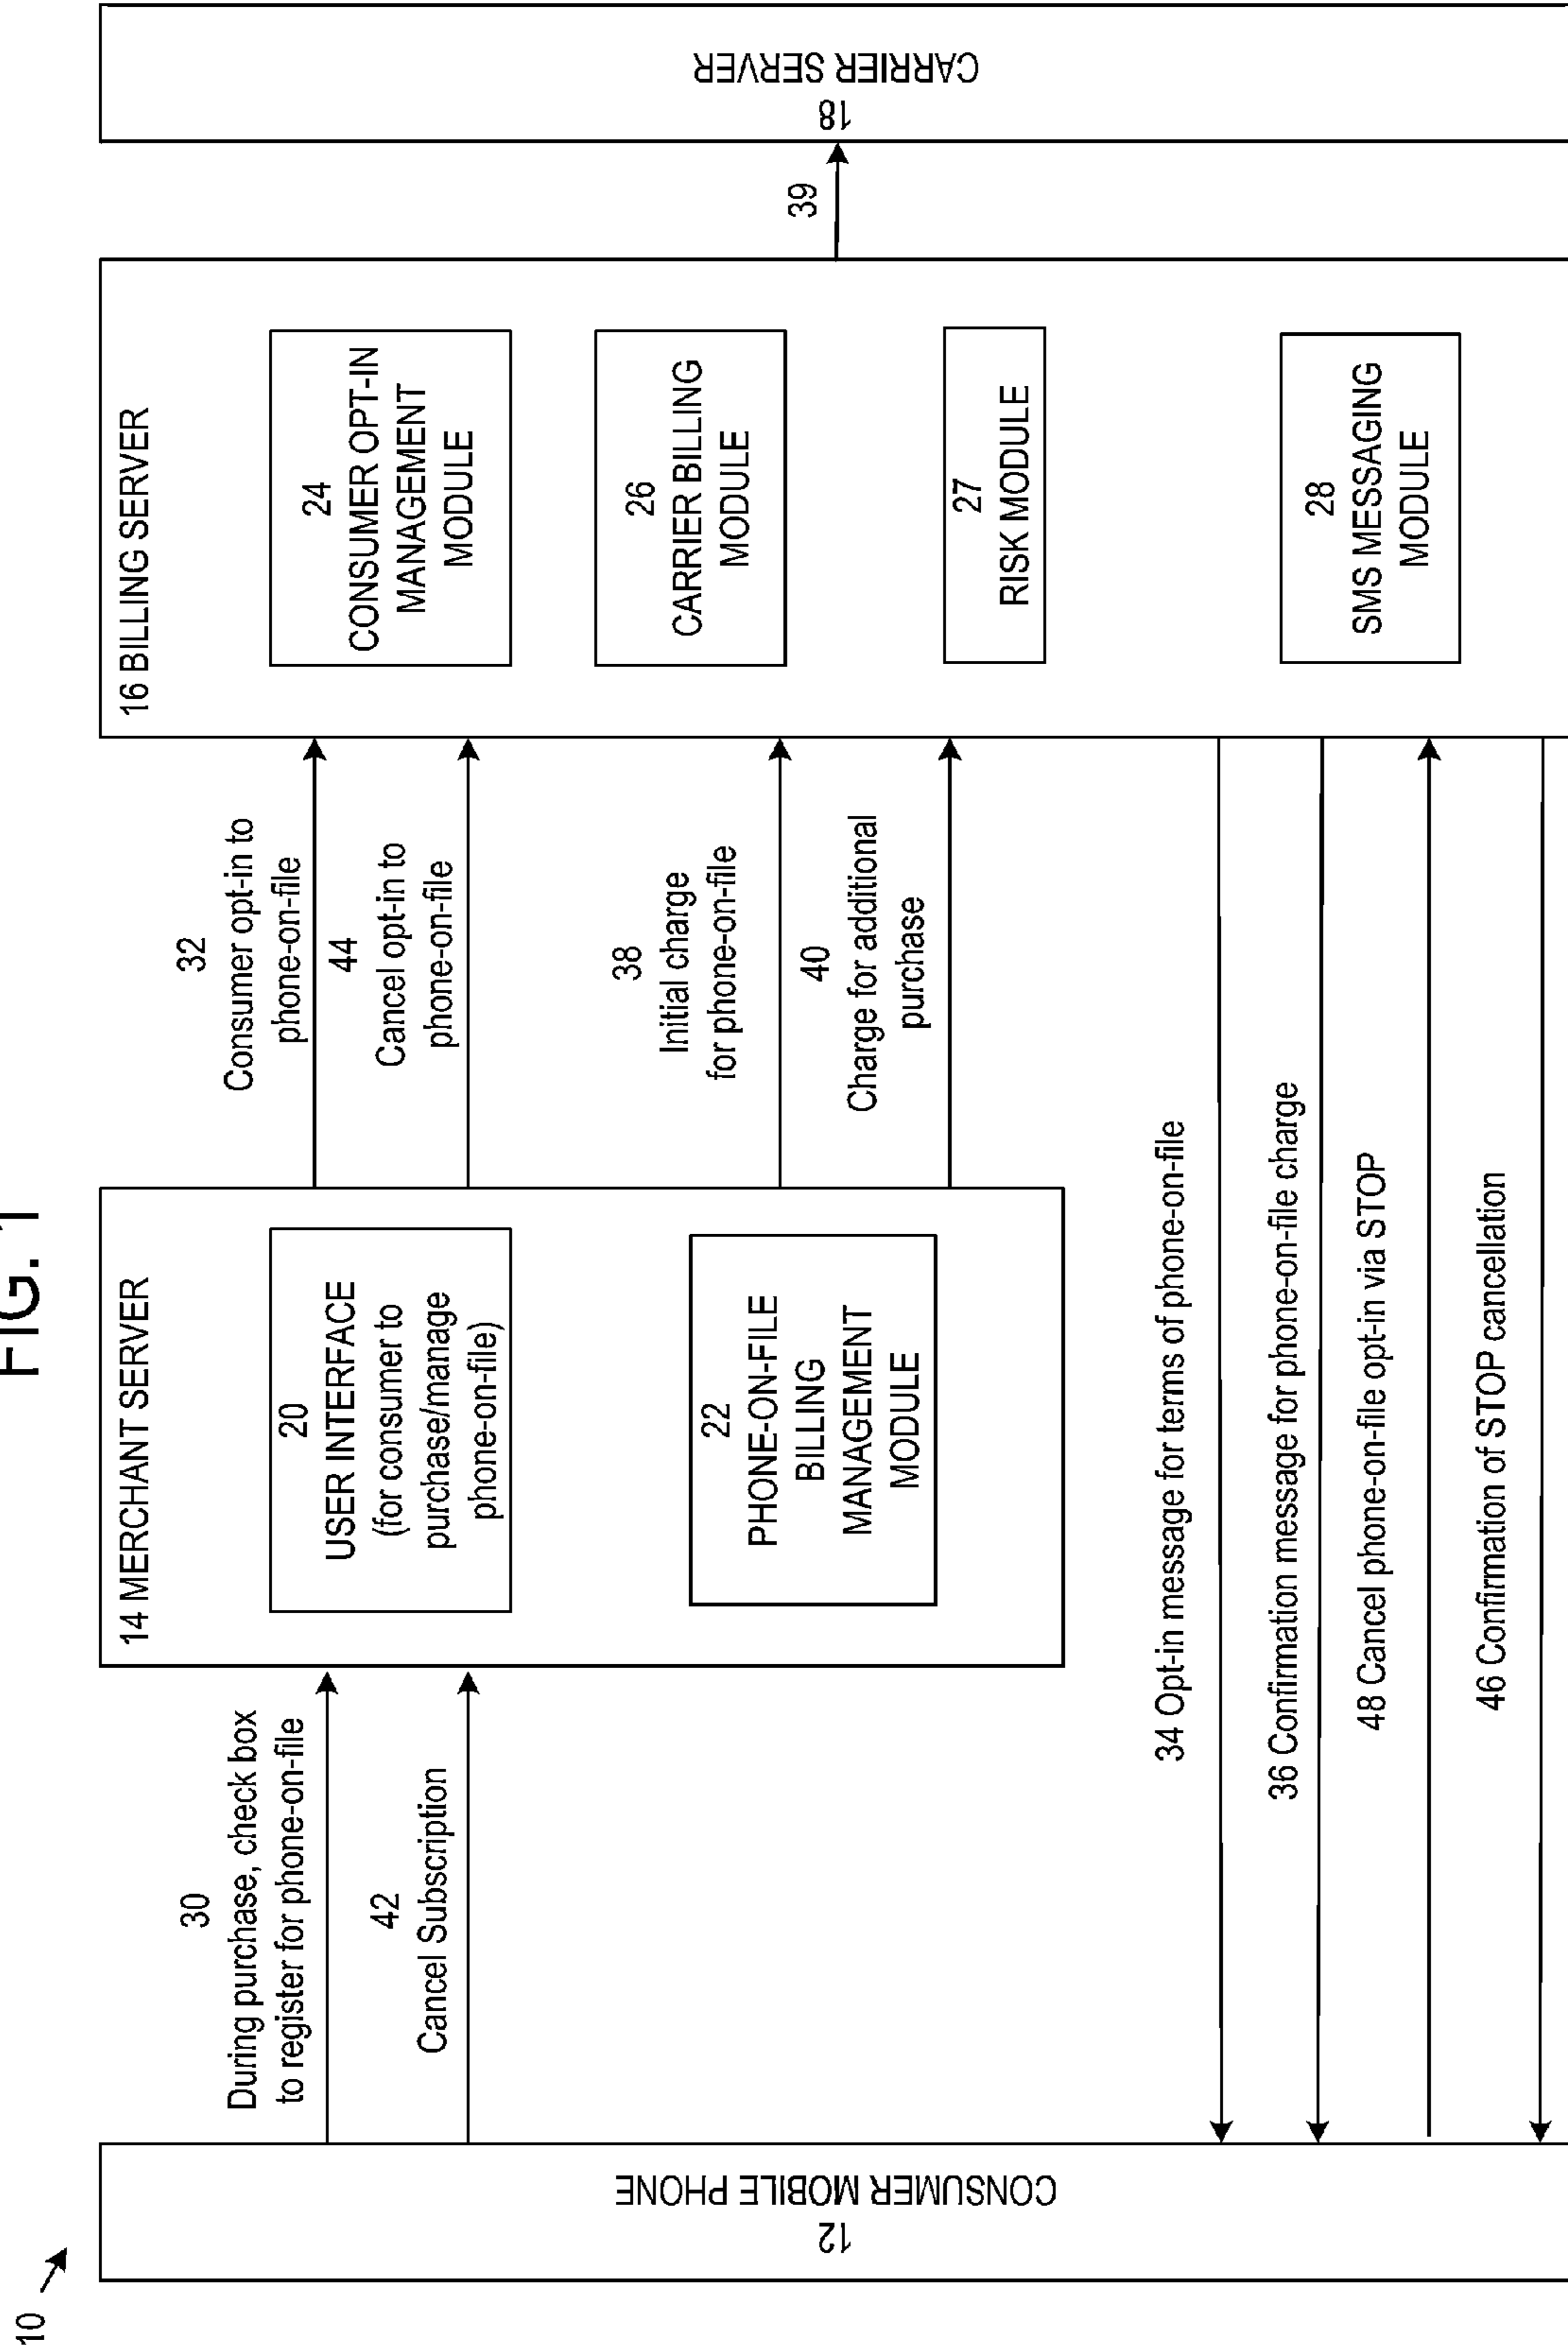 FIG. 1
10
12
CONSUMER MOBILE PHONE
30
During purchase, check box
to register for phone-on-file
42
Cancel Subscription
14 MERCHANT SERVER
20
USER INTERFACE
(for consumer to
purchase/manage
phone-on-file)
22
PHONE-ON-FILE
BILLING
MANAGEMENT
MODULE
32
Consumer opt-in to
phone-on-file
44
Cancel opt-in to
phone-on-file
38
Initial charge
for phone-on-file
40
Charge for additional
purchase
34 Opt-in message for terms of phone-on-file
36 Confirmation message for phone-on-file charge
48 Cancel phone-on-file opt-in via STOP
46 Confirmation of STOP cancellation
16 BILLING SERVER
24
CONSUMER OPT-IN
MANAGEMENT
MODULE
26
CARRIER BILLING
MODULE
27
RISK MODULE
28
SMS MESSAGING
MODULE
39
18
CARRIER SERVER